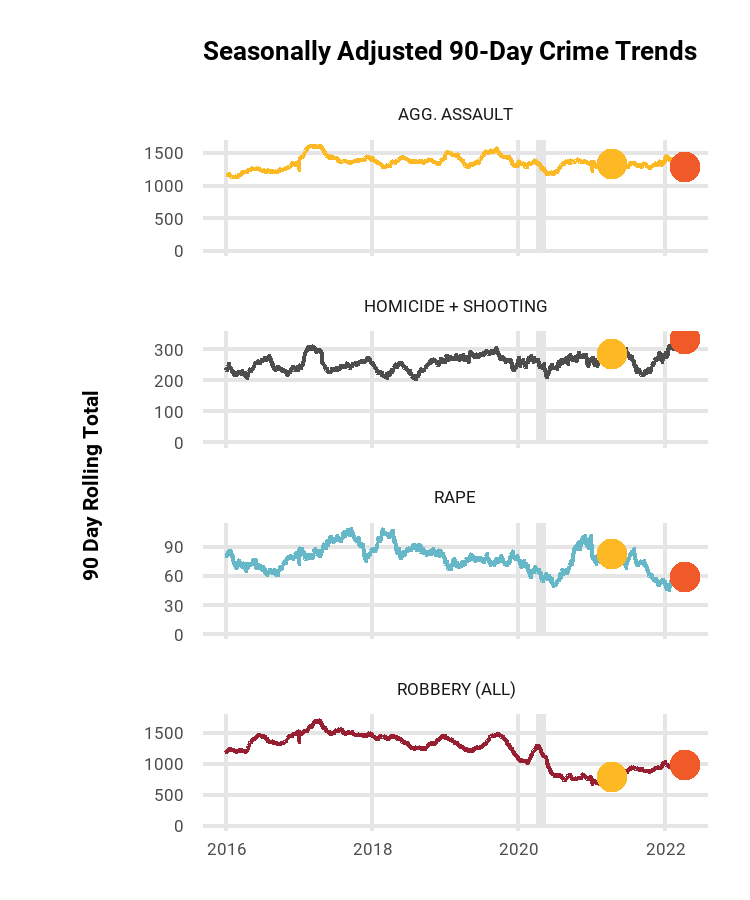 Seasonally Adjusted 90-Day Crime Trends
AGG. ASSAULT
1500
1000
500
0
HOMICIDE + SHOOTING
300
200
100
0
90 Day Rolling Total
RAPE
90
60
30
0
ROBBERY (ALL)
1500
1000
500
0
2016 2018 2020 2022